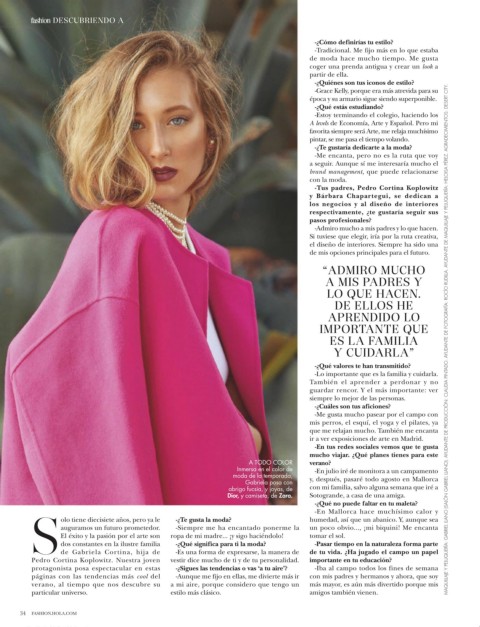 fashion DESCUBRIENDO A
A TODO COLOR
Inmersa en el color de
moda de la temporada,
Gabriela posa con
abrigo fucsia, y joyas, de
Dior, y camiseta, de Zara.
Solo tiene diecisiete años, pero ya le
auguramos un futuro prometedor.
El éxito y la pasión por el arte son
dos constantes en la ilustre familia
de Gabriela Cortina, hija de
Pedro Cortina Koplowitz. Nuestra joven
protagonista posa espectacular en estas
páginas con las tendencias más cool del
verano, al tiempo que nos descubre su
particular universo.
-¿Te gusta la moda?
-Siempre me ha encantado ponerme la
ropa de mi madre... ¡y sigo haciéndolo!
-¿Qué significa para ti la moda?
-Es una forma de expresarse, la manera de
vestir dice mucho de ti y de tu personalidad.
-¿Sigues las tendencias o vas 'a tu aire'?
-Aunque me fijo en ellas, me divierte más ir
a mi aire, porque considero que tengo un
estilo más clásico.
-¿Cómo definirías tu estilo?
-Tradicional. Me fijo más en lo que estaba
de moda hace mucho tiempo. Me gusta
coger una prenda antigua y crear un look a
partir de ella.
-¿Quiénes son tus iconos de estilo?
-Grace Kelly, porque era más atrevida para su
época y su armario sigue siendo superponible.
-¿Qué estás estudiando?
-Estoy terminando el colegio, haciendo los
A levels de Economía, Arte y Español. Pero mi
favorita siempre será Arte, me relaja muchísimo
pintar, se me pasa el tiempo volando.
-¿Te gustaría dedicarte a la moda?
-Me encanta, pero no es la ruta que voy
a seguir. Aunque sí me interesaría mucho el
brand management, que puede relacionarse
con la moda.
-Tus padres, Pedro Cortina Koplowitz
y Bárbara Chapartegui, se dedican a
los negocios y al diseño de interiores
respectivamente, ¿te gustaría seguir sus
pasos profesionales?
-Admiro mucho a mis padres y lo que hacen.
Si tuviese que elegir, iría por la ruta creativa,
el diseño de interiores. Siempre ha sido una
de mis opciones principales para el futuro.
"ADMIRO MUCHO
A MIS PADRES Y
LO QUE HACEN.
DE ELLOS HE
APRENDIDO LO
IMPORTANTE QUE
ES LA FAMILIA
Y CUIDARLA"
-¿Qué valores te han transmitido?
-Lo importante que es la familia y cuidarla.
También el aprender a perdonar y no
guardar rencor. Y el más importante: ver
siempre lo mejor de las personas.
-¿Cuáles son tus aficiones?
-Me gusta mucho pasear por el campo con
mis perros, el esquí, el yoga y el pilates, ya
que me relajan mucho. También me encanta
ir a ver exposiciones de arte en Madrid.
-En tus redes sociales vemos que te gusta
mucho viajar. ¿Qué planes tienes para este
verano?
-En julio iré de monitora a un campamento
y, después, pasaré todo agosto en Mallorca
con mi familia, salvo alguna semana que iré a
Sotogrande, a casa de una amiga.
-¿Qué no puede faltar en tu maleta?
-En Mallorca hace muchísimo calor y
humedad, así que un abanico. Y, aunque sea
un poco obvio..., ¡mi bañador! Me encanta
tomar el sol.
-Pasar tiempo en la naturaleza forma parte
de tu vida. ¿Ha jugado el campo un papel
importante en tu educación?
-Iba al campo todos los fines de semana
con mis padres y hermanos y ahora, que soy
más mayor, es aún más divertido porque mis
amigos también vienen.
34 FASHION.HOLA.COM